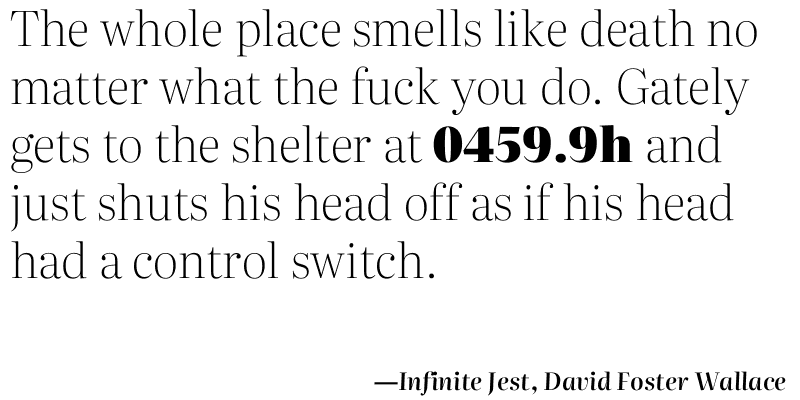 The whole place smells like death no
matter what the fuck you do. Gately
gets to the shelter at 0459.9h and
just shuts his head off as if his head
had a control switch.
—Infinite Jest, David Foster Wallace